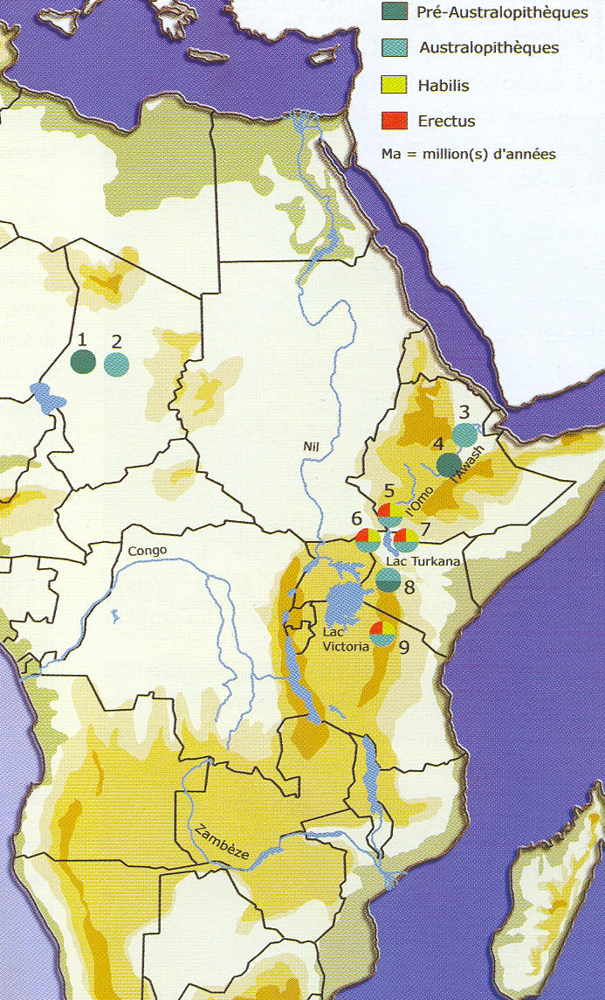 Pré-Australopithèques
Australopithèques
Habilis
Erectus
Ma = million(s) d'années
1
2
3
4
l'Awash
Nil
5
l'Omo
6
7
Congo
Lac Turkana
8
Lac
Victoria
9
Zambèze